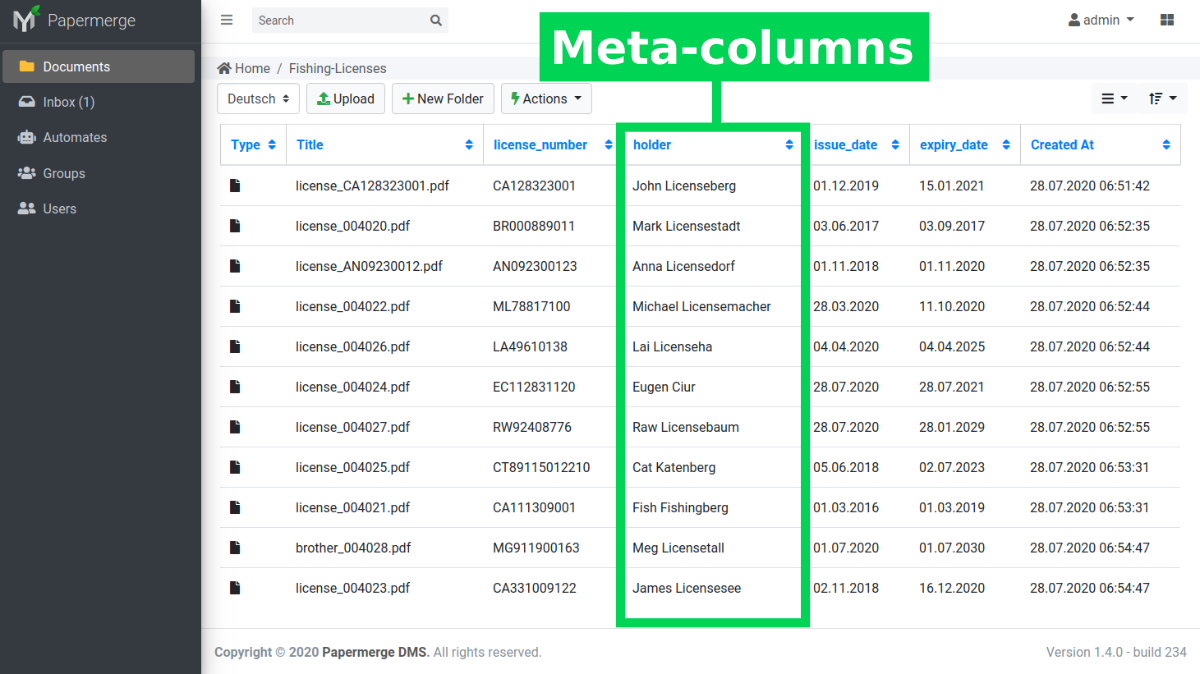 Papermerge
Search
admin
Meta-columns
Documents
Inbox (1)
Automates
Groups
Users
Home / Fishing-Licenses
Deutsch Upload New Folder Actions
Type Title license_number holder issue_date expiry_date Created At
license_CA128323001.pdf CA128323001 John Licenseberg 01.12.2019 15.01.2021 28.07.2020 06:51:42
license_004020.pdf BR000889011 Mark Licensestadt 03.06.2017 03.09.2017 28.07.2020 06:52:35
license_AN09230012.pdf AN092300123 Anna Licensedorf 01.11.2018 01.11.2020 28.07.2020 06:52:35
license_004022.pdf ML78817100 Michael Licensemacher 28.03.2020 11.10.2020 28.07.2020 06:52:44
license_004026.pdf LA49610138 Lai Licenseha 04.04.2020 04.04.2025 28.07.2020 06:52:44
license_004024.pdf EC112831120 Eugen Ciur 28.07.2020 28.07.2021 28.07.2020 06:52:55
license_004027.pdf RW92408776 Raw Licensebaum 28.07.2020 28.01.2029 28.07.2020 06:52:55
license_004025.pdf CT89115012210 Cat Katenberg 05.06.2018 02.07.2023 28.07.2020 06:53:31
license_004021.pdf CA111309001 Fish Fishingberg 01.03.2016 01.03.2019 28.07.2020 06:53:31
brother_004028.pdf MG911900163 Meg Licensetall 01.07.2020 01.07.2030 28.07.2020 06:54:47
license_004023.pdf CA331009122 James Licensesee 02.11.2018 16.12.2020 28.07.2020 06:54:47
Copyright © 2020 Papermerge DMS. All rights reserved.
Version 1.4.0 - build 234